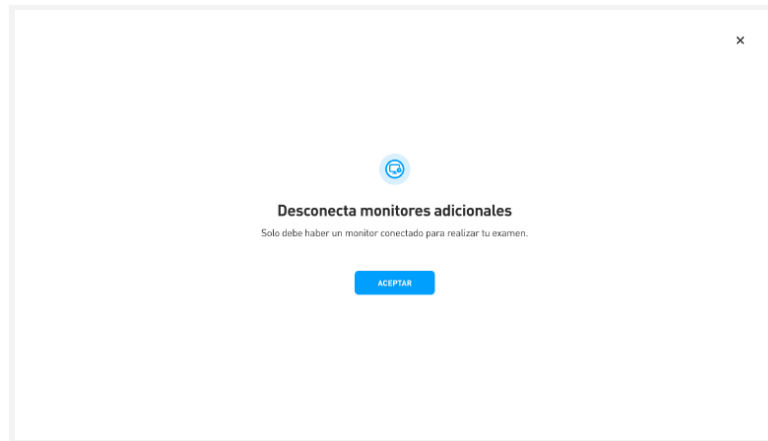 Desconecta monitores adicionales
Solo debe haber un monitor conectado para realizar tu examen.
ACEPTAR